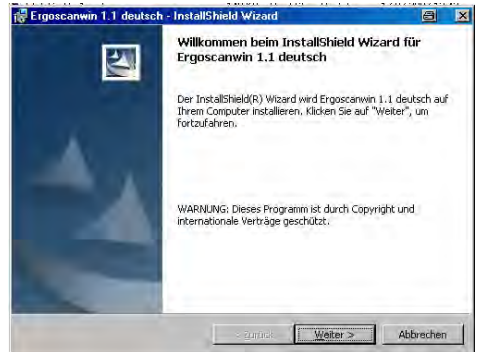 Ergoscanwin 1.1 deutsch - InstallShield Wizard
Willkommen beim InstallShield Wizard für
Ergoscanwin 1.1 deutsch
Der InstallShield(R) Wizard wird Ergoscanwin 1.1 deutsch auf
Ihrem Computer installieren. Klicken Sie auf "Weiter", um
fortzufahren.
WARNUNG: Dieses Programm ist durch Copyright und
internationale Verträge geschützt.
< Zurück Weiter > Abbrechen